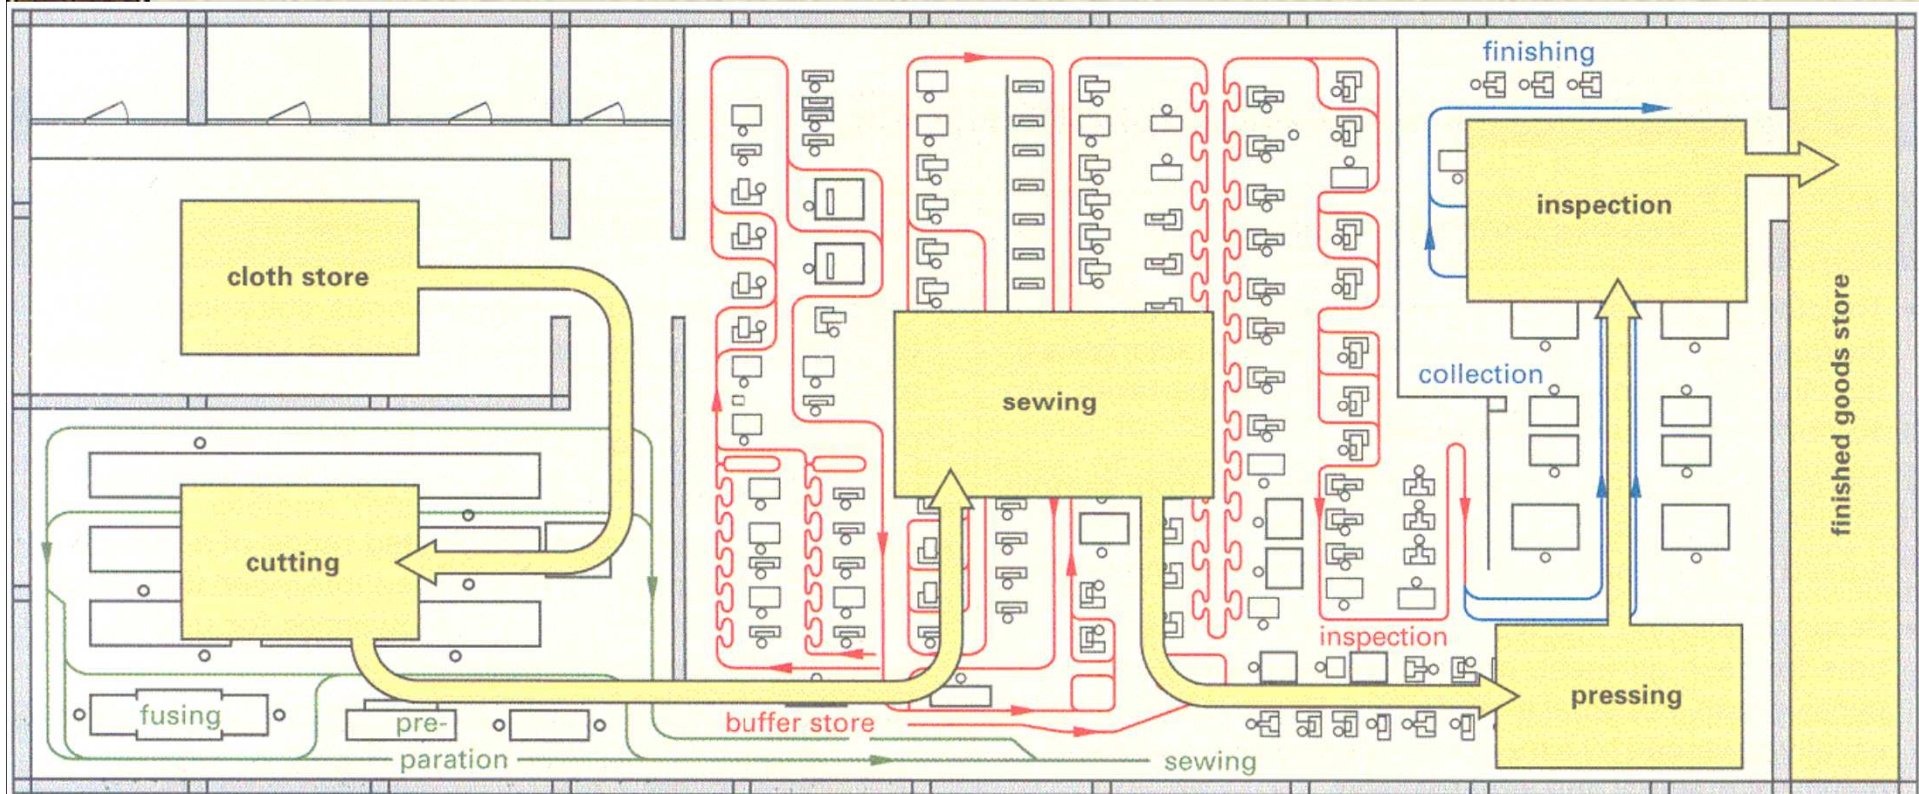 finishing
inspection
cloth store
finished goods store
collection
sewing
cutting
inspection
pressing
fusing
pre-
buffer store
paration
sewing